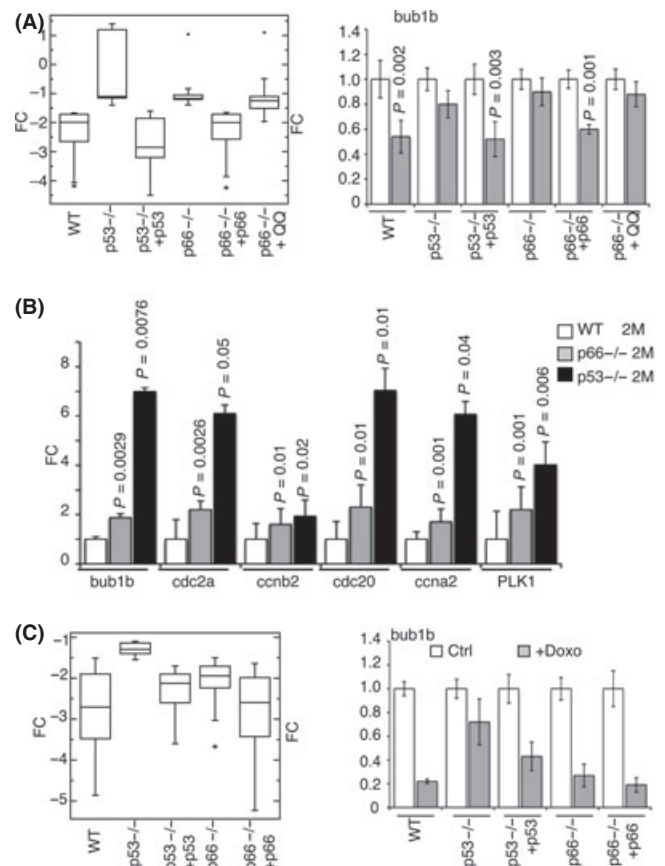 (A)
1
0
−1
−2
−3
−4
FC
WT
p53−/−
p53−/−
+p53
p66−/−
p66−/−
+p66
p66−/−
+ QQ
bub1b
1.4
1.2
1.0
0.8
0.6
0.4
0.2
0
FC
P = 0.002
P = 0.003
P = 0.001
WT
p53−/−
p53−/−
+p53
p66−/−
p66−/−
+p66
p66−/−
+ QQ
(B)
WT 2M
p66−/− 2M
p53−/− 2M
8
6
4
2
0
FC
P = 0.0029
P = 0.0076
P = 0.0026
P = 0.05
P = 0.01
P = 0.02
P = 0.01
P = 0.01
P = 0.001
P = 0.04
P = 0.001
P = 0.006
bub1b
cdc2a
ccnb2
cdc20
ccna2
PLK1
(C)
−1
−2
−3
−4
−5
FC
WT
p53−/−
p53−/−
+p53
p66−/−
p66−/−
+p66
bub1b
Ctrl
+Doxo
1.4
1.2
1.0
0.8
0.6
0.4
0.2
0
FC
WT
p53−/−
p53−/−
+p53
p66−/−
p66−/−
+p66